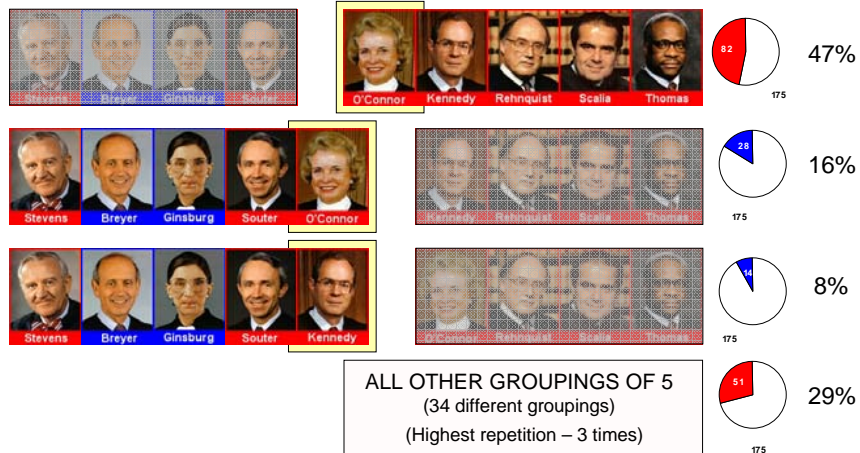 Stevens Breyer Ginsburg Souter O'Connor Kennedy Rehnquist Scalia Thomas 82 175 47%
Stevens Breyer Ginsburg Souter O'Connor Kennedy Rehnquist Scalia Thomas 28 175 16%
Stevens Breyer Ginsburg Souter Kennedy O'Connor Rehnquist Scalia Thomas 14 175 8%
ALL OTHER GROUPINGS OF 5
(34 different groupings)
(Highest repetition – 3 times)
51 175 29%